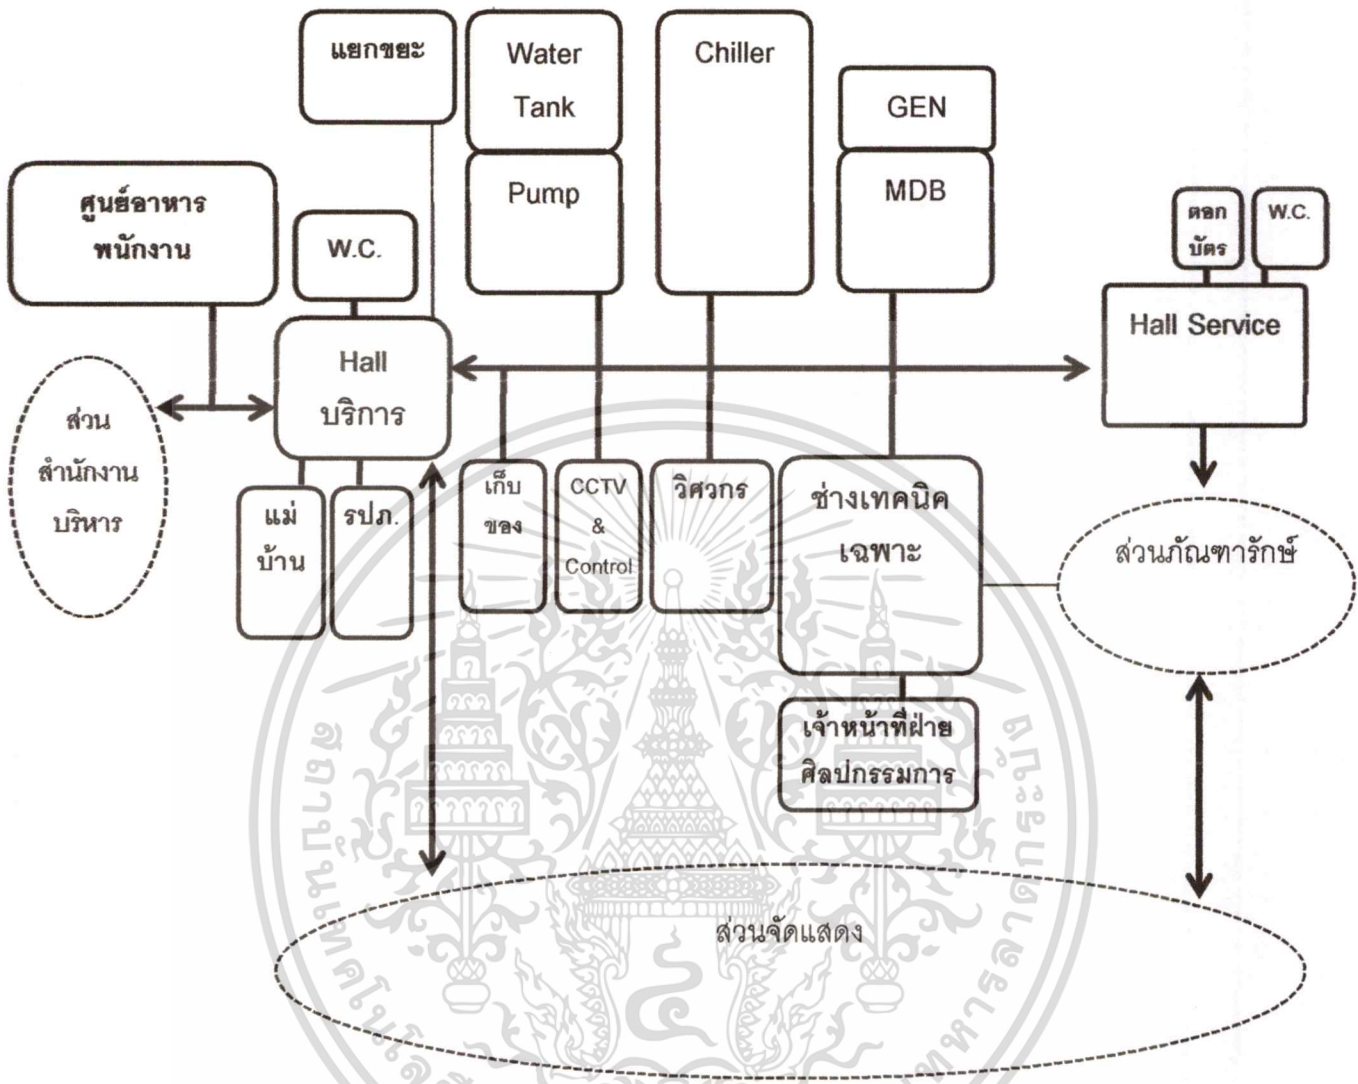 แยกขยะ
Water
Tank
Chiller
GEN
Pump
MDB
ศูนย์อาหาร
พนักงาน
W.C.
ตอก
บัตร
W.C.
Hall
บริการ
Hall Service
ส่วน
สำนักงาน
บริหาร
แม่
บ้าน
รปภ.
เก็บ
ของ
CCTV
&
Control
วิศวกร
ช่างเทคนิค
เฉพาะ
ส่วนภัณฑารักษ์
เจ้าหน้าที่ฝ่าย
ศิลปกรรมการ
ส่วนจัดแสดง